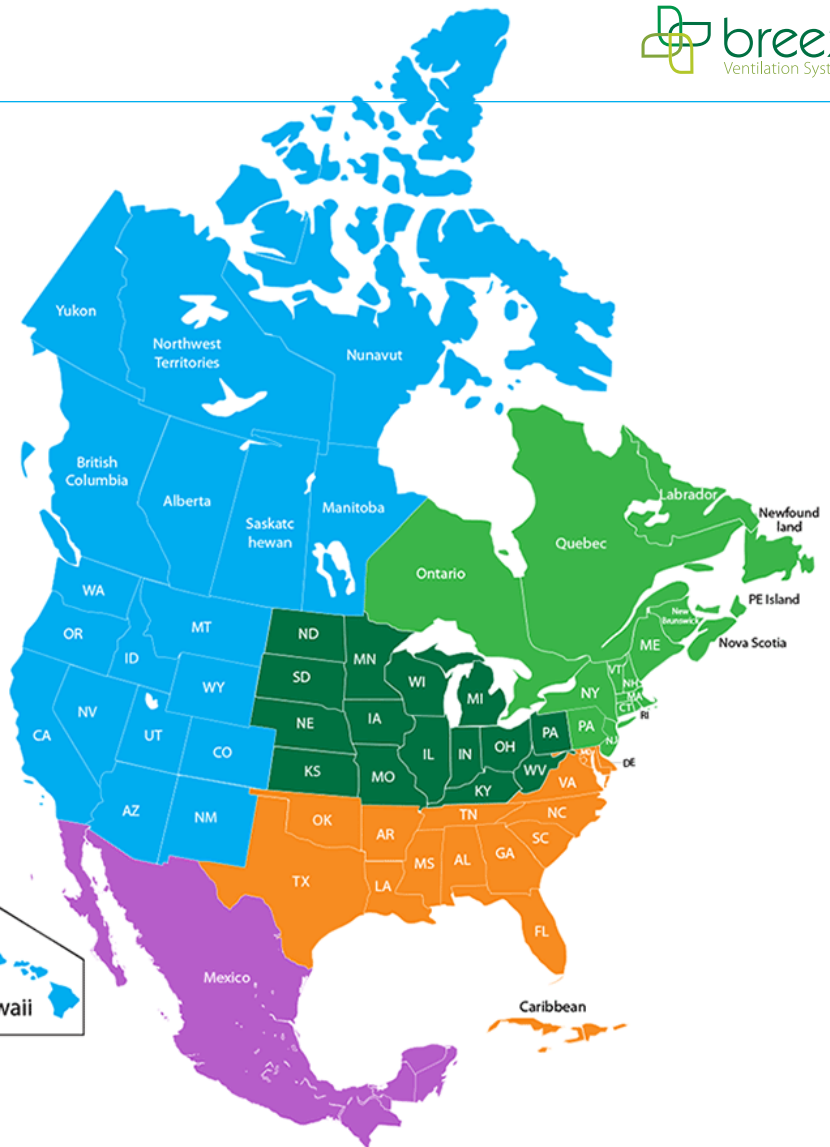 bree
Ventilation Syst
Yukon
Northwest
Territories
Nunavut
British
Columbia
Alberta
Saskatc
hewan
Manitoba
Ontario
Quebec
Labrador
Newfound
land
PE Island
New
Brunswick
Nova Scotia
WA
OR
ID
MT
WY
CA
NV
UT
CO
AZ
NM
ND
SD
NE
KS
MN
IA
MO
WI
IL
MI
IN
OH
KY
WV
PA
PA
NY
VT
NH
MA
CT
RI
ME
NJ
DE
VA
NC
SC
TN
GA
AL
MS
AR
LA
OK
TX
FL
Mexico
Caribbean
waii